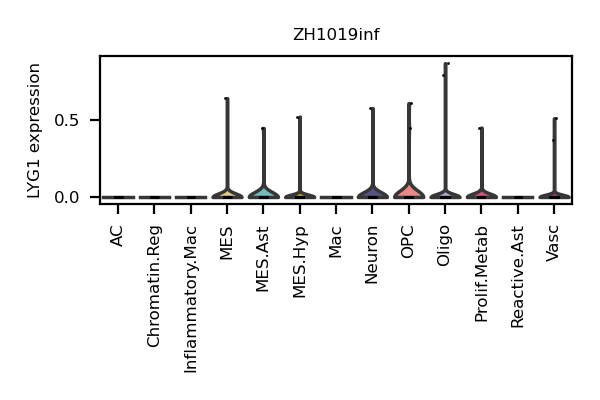 ZH1019inf
LYG1 expression
0.5
0.0
AC
Chromatin.Reg
Inflammatory.Mac
MES
MES.Ast
MES.Hyp
Mac
Neuron
OPC
Oligo
Prolif.Metab
Reactive.Ast
Vasc